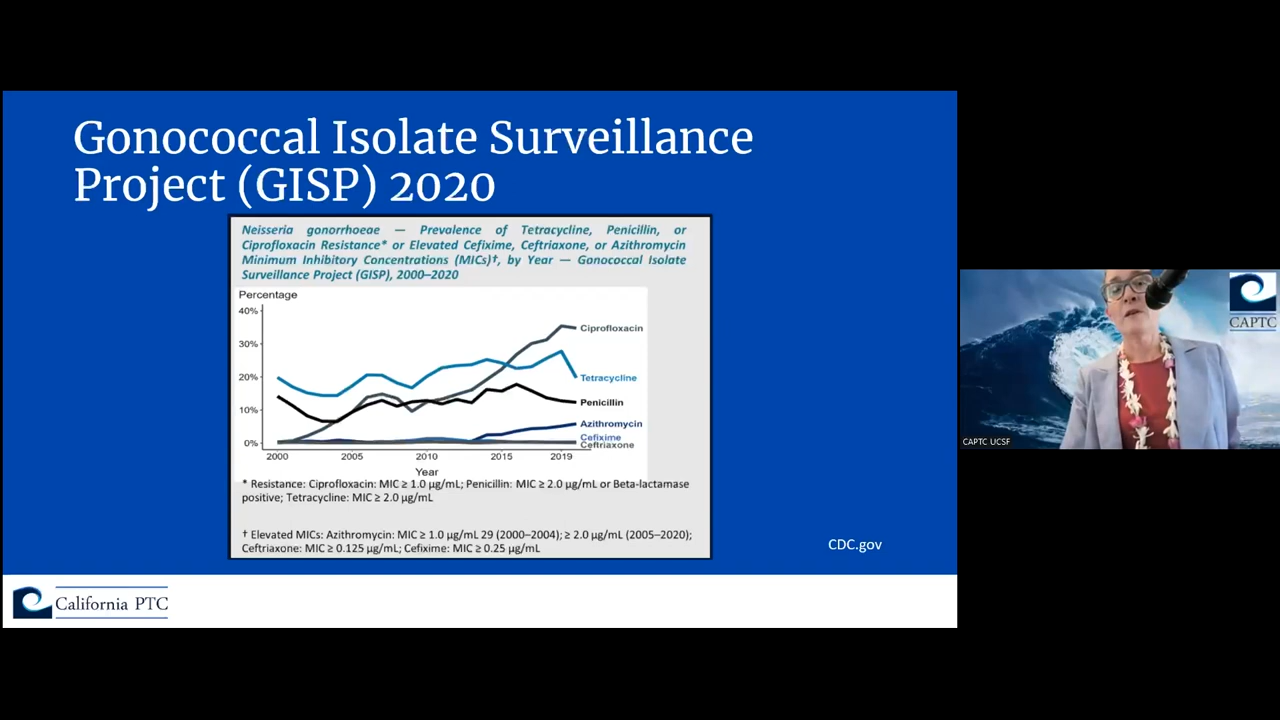 Gonococcal Isolate Surveillance
Project (GISP) 2020
Neisseria gonorrhoeae — Prevalence of Tetracycline, Penicillin, or
Ciprofloxacin Resistance* or Elevated Cefixime, Ceftriaxone, or Azithromycin
Minimum Inhibitory Concentrations (MICs)†, by Year — Gonococcal Isolate
Surveillance Project (GISP), 2000–2020
Percentage
40%
30%
20%
10%
0%
Ciprofloxacin
Tetracycline
Penicillin
Azithromycin
Cefixime
Ceftriaxone
2000 2005 2010 2015 2019
Year
* Resistance: Ciprofloxacin: MIC ≥ 1.0 µg/mL; Penicillin: MIC ≥ 2.0 µg/mL or Beta-lactamase
positive; Tetracycline: MIC ≥ 2.0 µg/mL
† Elevated MICs: Azithromycin: MIC ≥ 1.0 µg/mL 29 (2000–2004); ≥ 2.0 µg/mL (2005–2020);
Ceftriaxone: MIC ≥ 0.125 µg/mL; Cefixime: MIC ≥ 0.25 µg/mL
CDC.gov
California PTC
CAPTC
CAPTC UCSF